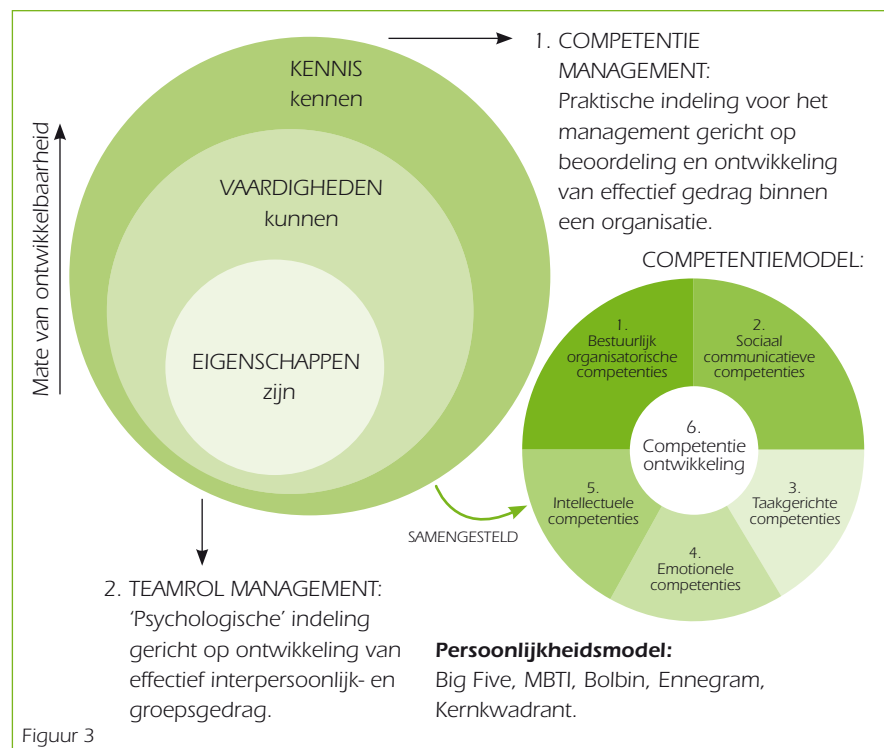 KENNIS
kennen
VAARDIGHEDEN
kunnen
EIGENSCHAPPEN
zijn
Mate van ontwikkelbaarheid
1. COMPETENTIE
MANAGEMENT:
Praktische indeling voor het
management gericht op
beoordeling en ontwikkeling
van effectief gedrag binnen
een organisatie.
COMPETENTIEMODEL:
1.
Bestuurlijk
organisatorische
competenties
2.
Sociaal
communicatieve
competenties
6.
Competentie
ontwikkeling
5.
Intellectuele
competenties
3.
Taakgerichte
competenties
4.
Emotionele
competenties
SAMENGESTELD
2. TEAMROL MANAGEMENT:
‘Psychologische’ indeling
gericht op ontwikkeling van
effectief interpersoonlijk- en
groepsgedrag.
Persoonlijkheidsmodel:
Big Five, MBTI, Bolbin, Ennegram,
Kernkwadrant.
Figuur 3